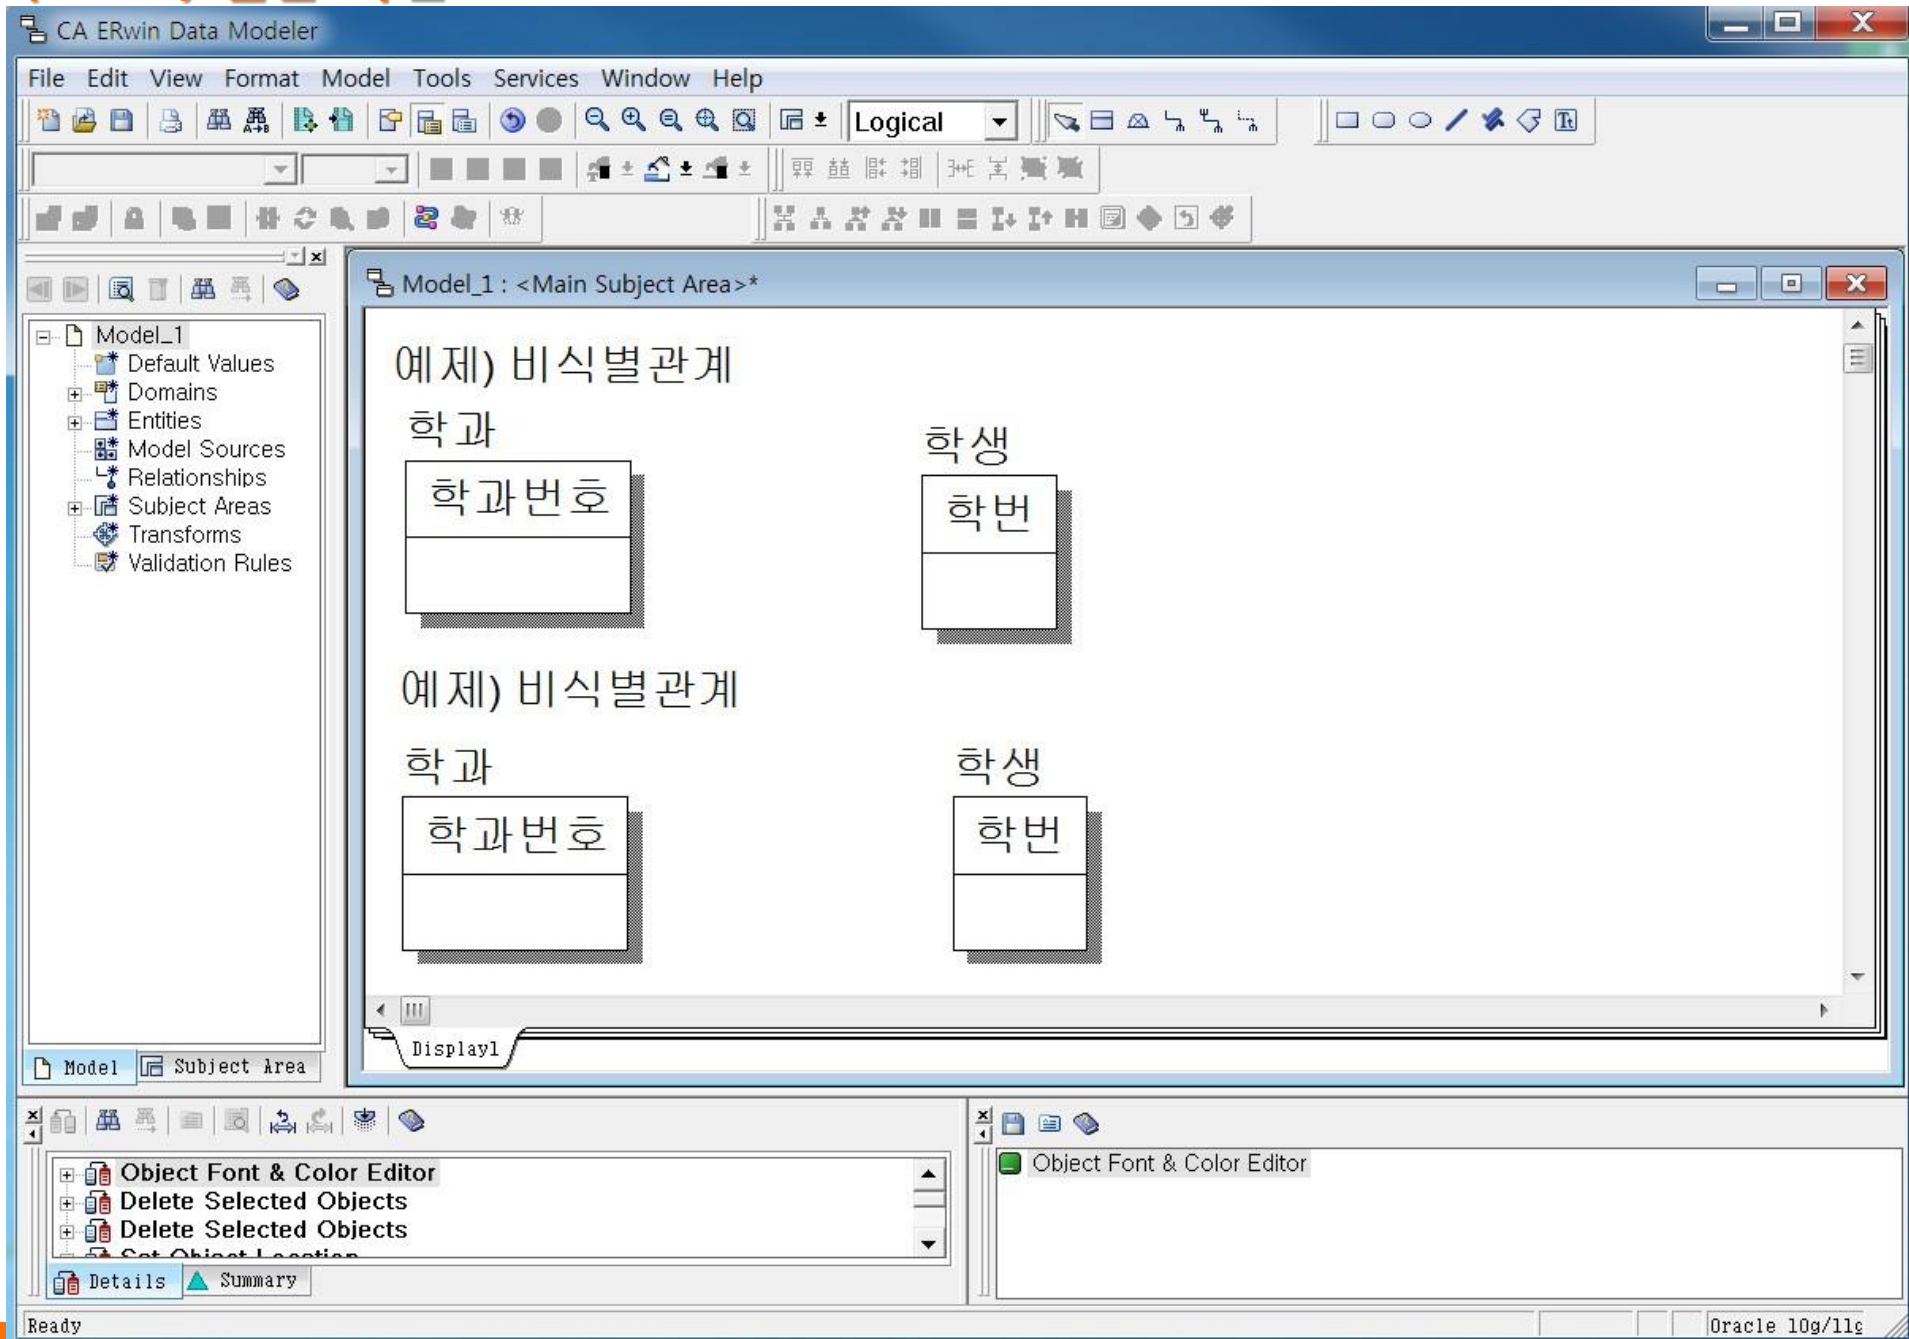 CA ERwin Data Modeler
File Edit View Format Model Tools Services Window Help
Logical
Model_1
Default Values
Domains
Entities
Model Sources
Relationships
Subject Areas
Transforms
Validation Rules
Model Subject Area
Model_1 : <Main Subject Area>*
예제) 비식별관계
학과
학과번호
학생
학번
예제) 비식별관계
학과
학과번호
학생
학번
Display1
Object Font & Color Editor
Delete Selected Objects
Delete Selected Objects
Set Object Location
Details Summary
Object Font & Color Editor
Ready
Oracle 10g/11g